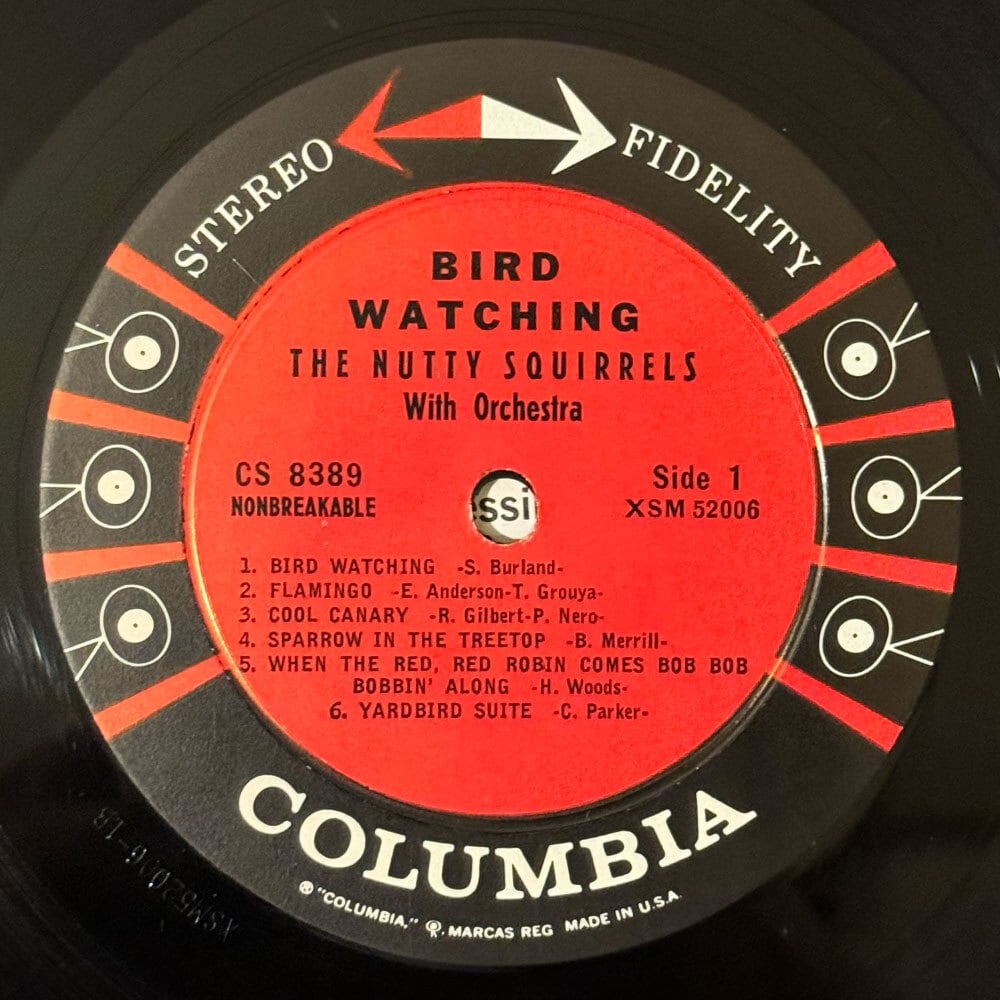 STEREO FIDELITY
BIRD
WATCHING
THE NUTTY SQUIRRELS
With Orchestra
CS 8389
NONBREAKABLE
Side 1
XSM 52006
ssi
1. BIRD WATCHING -S. Burland-
2. FLAMINGO -E. Anderson-T. Grouya-
3. COOL CANARY -R. Gilbert-P. Nero-
4. SPARROW IN THE TREETOP -B. Merrill-
5. WHEN THE RED, RED ROBIN COMES BOB BOB
BOBBIN' ALONG -H. Woods-
6. YARDBIRD SUITE -C. Parker-
COLUMBIA
® "COLUMBIA," ®. MARCAS REG MADE IN U.S.A.